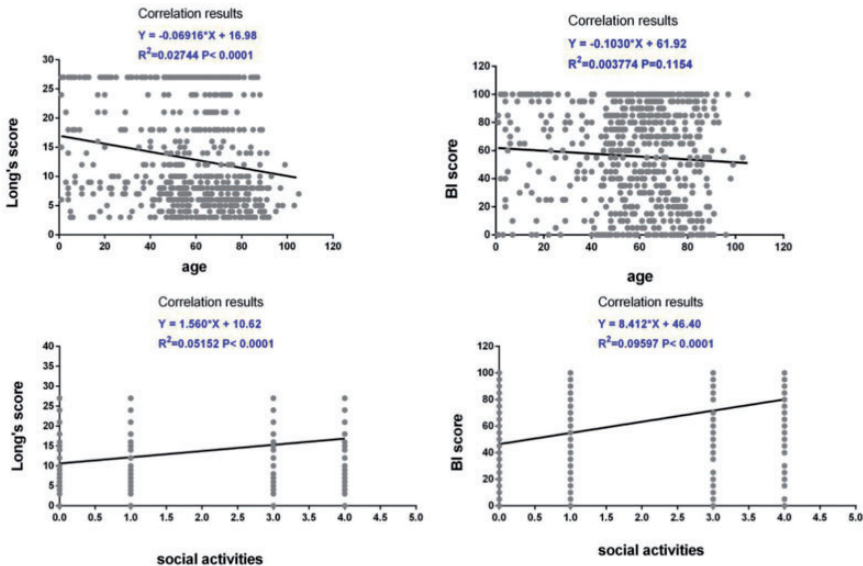 Correlation results
Y = -0.06916*X + 16.98
R²=0.02744 P< 0.0001
Long's score
30
25
20
15
10
5
0
0 20 40 60 80 100 120
age
Correlation results
Y = -0.1030*X + 61.92
R²=0.003774 P=0.1154
BI score
120
100
80
60
40
20
0
0 20 40 60 80 100 120
age
Correlation results
Y = 1.560*X + 10.62
R²=0.05152 P< 0.0001
Long's score
40
35
30
25
20
15
10
5
0
0.0 0.5 1.0 1.5 2.0 2.5 3.0 3.5 4.0 4.5 5.0
social activities
Correlation results
Y = 8.412*X + 46.40
R²=0.09597 P< 0.0001
BI score
120
100
80
60
40
20
0
0.0 0.5 1.0 1.5 2.0 2.5 3.0 3.5 4.0 4.5 5.0
social activities